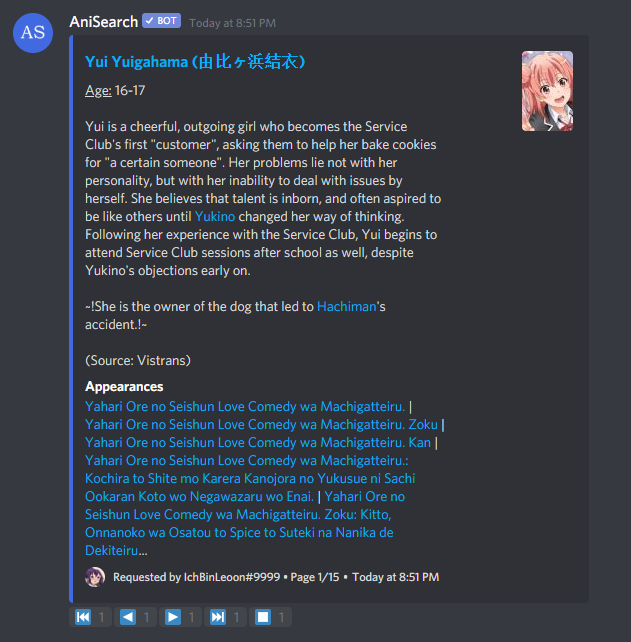 AS
AniSearch ✓ BOT Today at 8:51 PM
Yui Yuigahama (由比ヶ浜結衣)
Age: 16-17
Yui is a cheerful, outgoing girl who becomes the Service
Club's first "customer", asking them to help her bake cookies
for "a certain someone". Her problems lie not with her
personality, but with her inability to deal with issues by
herself. She believes that talent is inborn, and often aspired to
be like others until Yukino changed her way of thinking.
Following her experience with the Service Club, Yui begins to
attend Service Club sessions after school as well, despite
Yukino's objections early on.
~!She is the owner of the dog that led to Hachiman's
accident.!~
(Source: Vistrans)
Appearances
Yahari Ore no Seishun Love Comedy wa Machigatteiru. |
Yahari Ore no Seishun Love Comedy wa Machigatteiru. Zoku |
Yahari Ore no Seishun Love Comedy wa Machigatteiru. Kan |
Yahari Ore no Seishun Love Comedy wa Machigatteiru.:
Kochira to Shite mo Karera Kanojora no Yukusue ni Sachi
Ookaran Koto wo Negawazaru wo Enai. | Yahari Ore no
Seishun Love Comedy wa Machigatteiru. Zoku: Kitto,
Onnanoko wa Osatou to Spice to Suteki na Nanika de
Dekiteiru...
Requested by IchBinLeoon#9999 • Page 1/15 • Today at 8:51 PM
⏮ 1 ◀ 1 ▶ 1 ⏭ 1 ⏹ 1